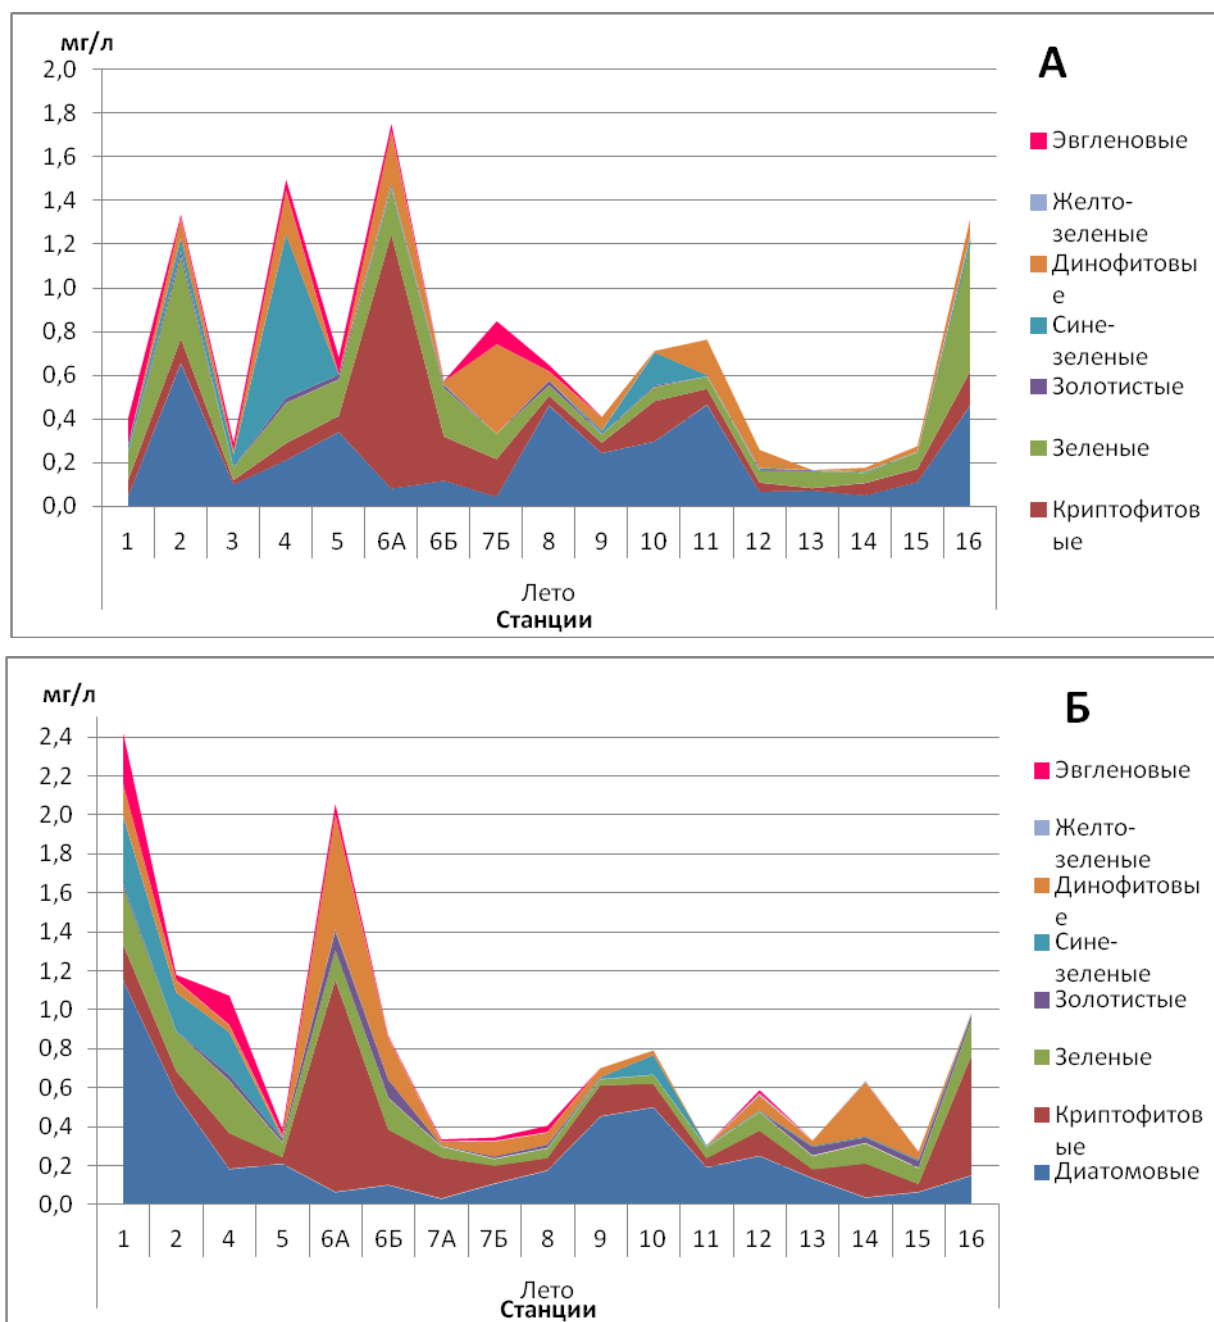 мг/л
А
2,0
1,8
1,6
1,4
1,2
1,0
0,8
0,6
0,4
0,2
0,0
1 2 3 4 5 6А 6Б 7Б 8 9 10 11 12 13 14 15 16
Лето
Станции
Эвгленовые
Желто-
зеленые
Динофитовы
е
Сине-
зеленые
Золотистые
Зеленые
Криптофитов
ые
мг/л
Б
2,4
2,2
2,0
1,8
1,6
1,4
1,2
1,0
0,8
0,6
0,4
0,2
0,0
1 2 4 5 6А 6Б 7А 7Б 8 9 10 11 12 13 14 15 16
Лето
Станции
Эвгленовые
Желто-
зеленые
Динофитовы
е
Сине-
зеленые
Золотистые
Зеленые
Криптофитов
ые
Диатомовые